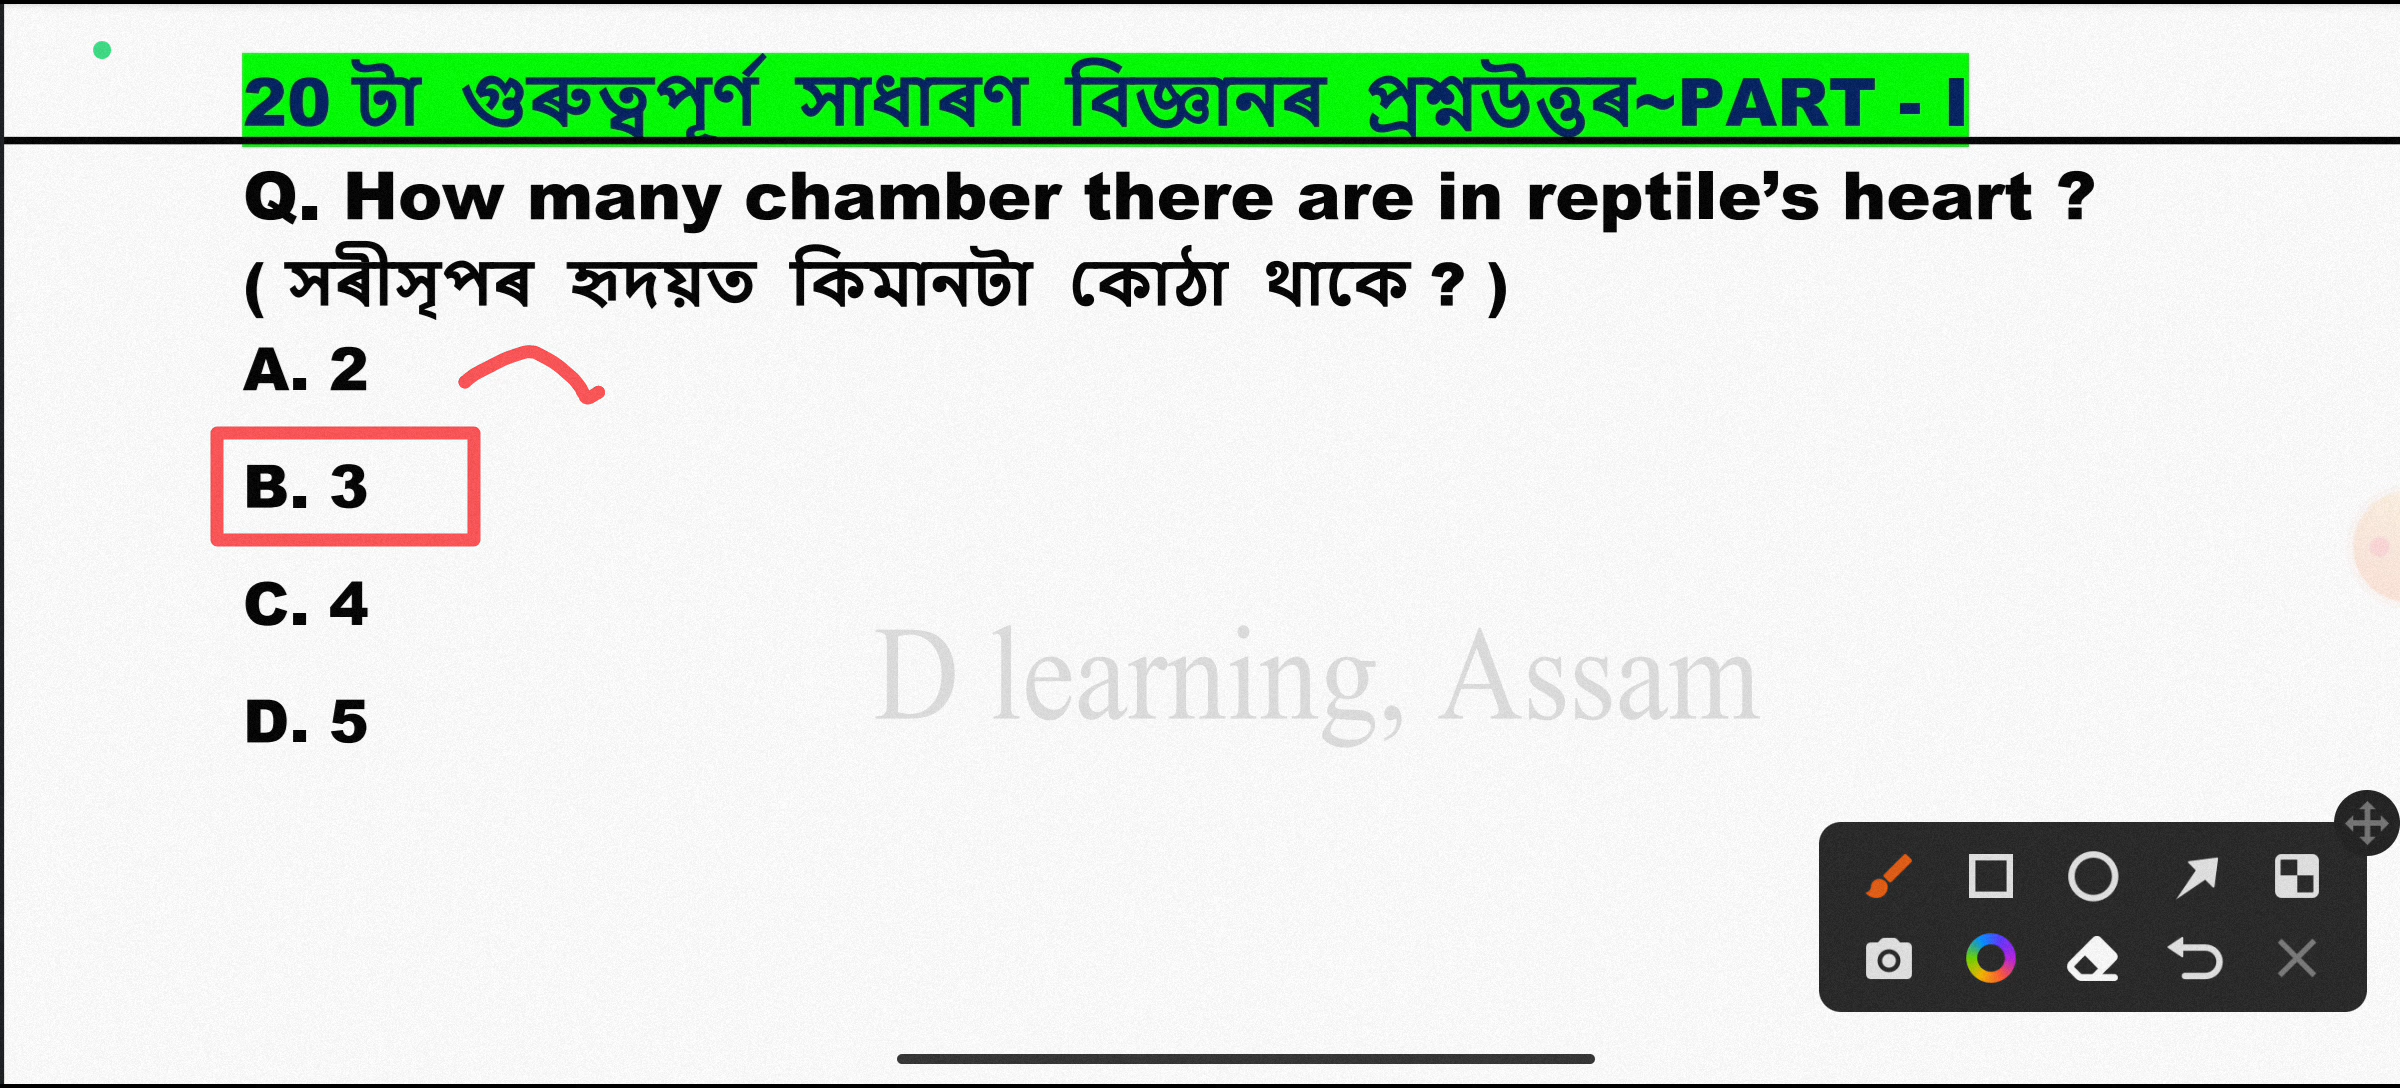 20 টা গুৰুত্বপূৰ্ণ সাধাৰণ বিজ্ঞানৰ প্ৰশ্নউত্তৰ~PART - I
Q. How many chamber there are in reptile’s heart ?
( সৰীসৃপৰ হৃদয়ত কিমানটা কোঠা থাকে ? )
A. 2
B. 3
C. 4
D. 5
D learning, Assam